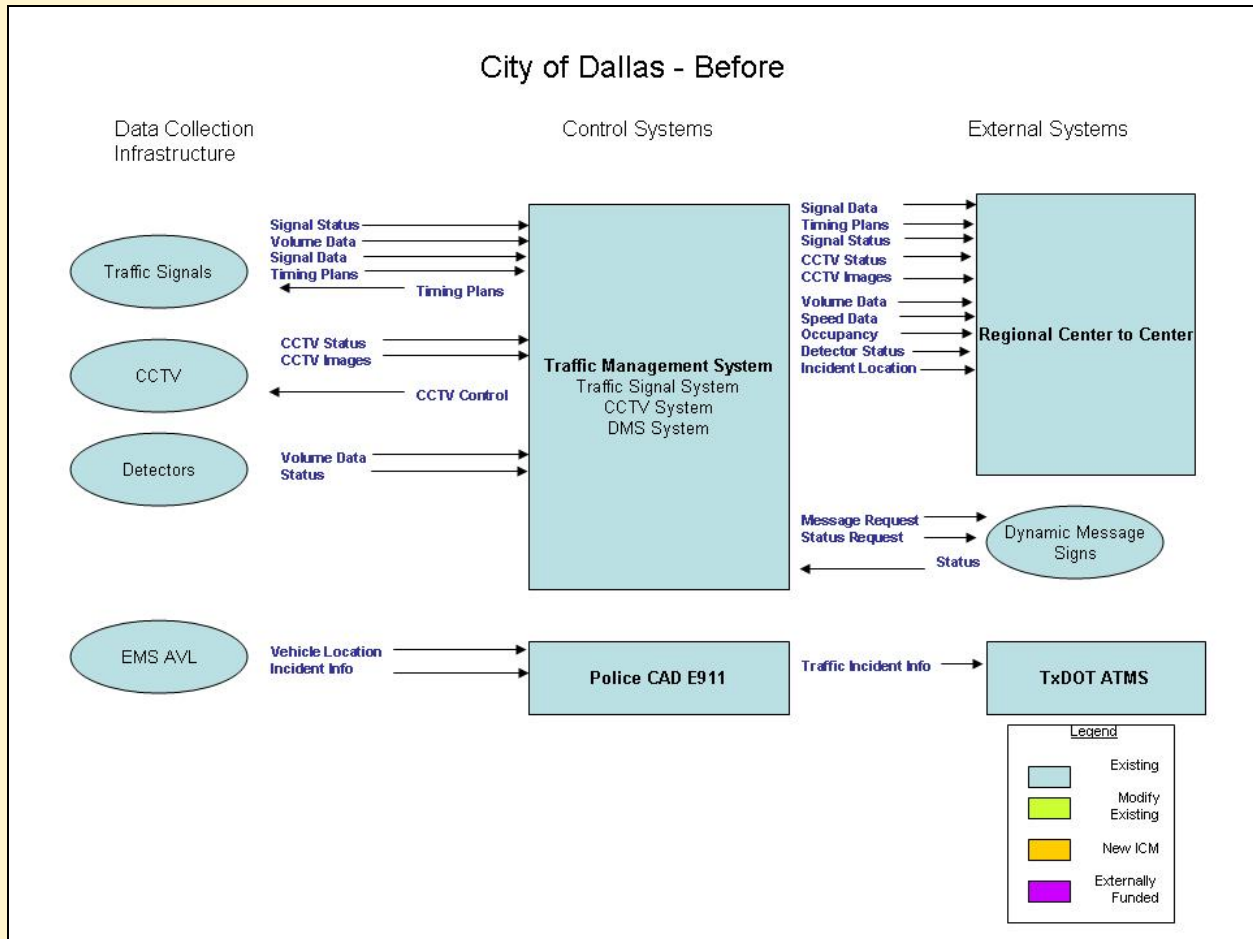 City of Dallas - Before
Data Collection
Infrastructure
Control Systems
External Systems
Traffic Signals
Signal Status
Volume Data
Signal Data
Timing Plans
Timing Plans
CCTV
CCTV Status
CCTV Images
CCTV Control
Detectors
Volume Data
Status
Traffic Management System
Traffic Signal System
CCTV System
DMS System
Signal Data
Timing Plans
Signal Status
CCTV Status
CCTV Images
Volume Data
Speed Data
Occupancy
Detector Status
Incident Location
Regional Center to Center
Message Request
Status Request
Status
Dynamic Message
Signs
EMS AVL
Vehicle Location
Incident Info
Police CAD E911
Traffic Incident Info
TxDOT ATMS
Legend
Existing
Modify
Existing
New ICM
Externally
Funded